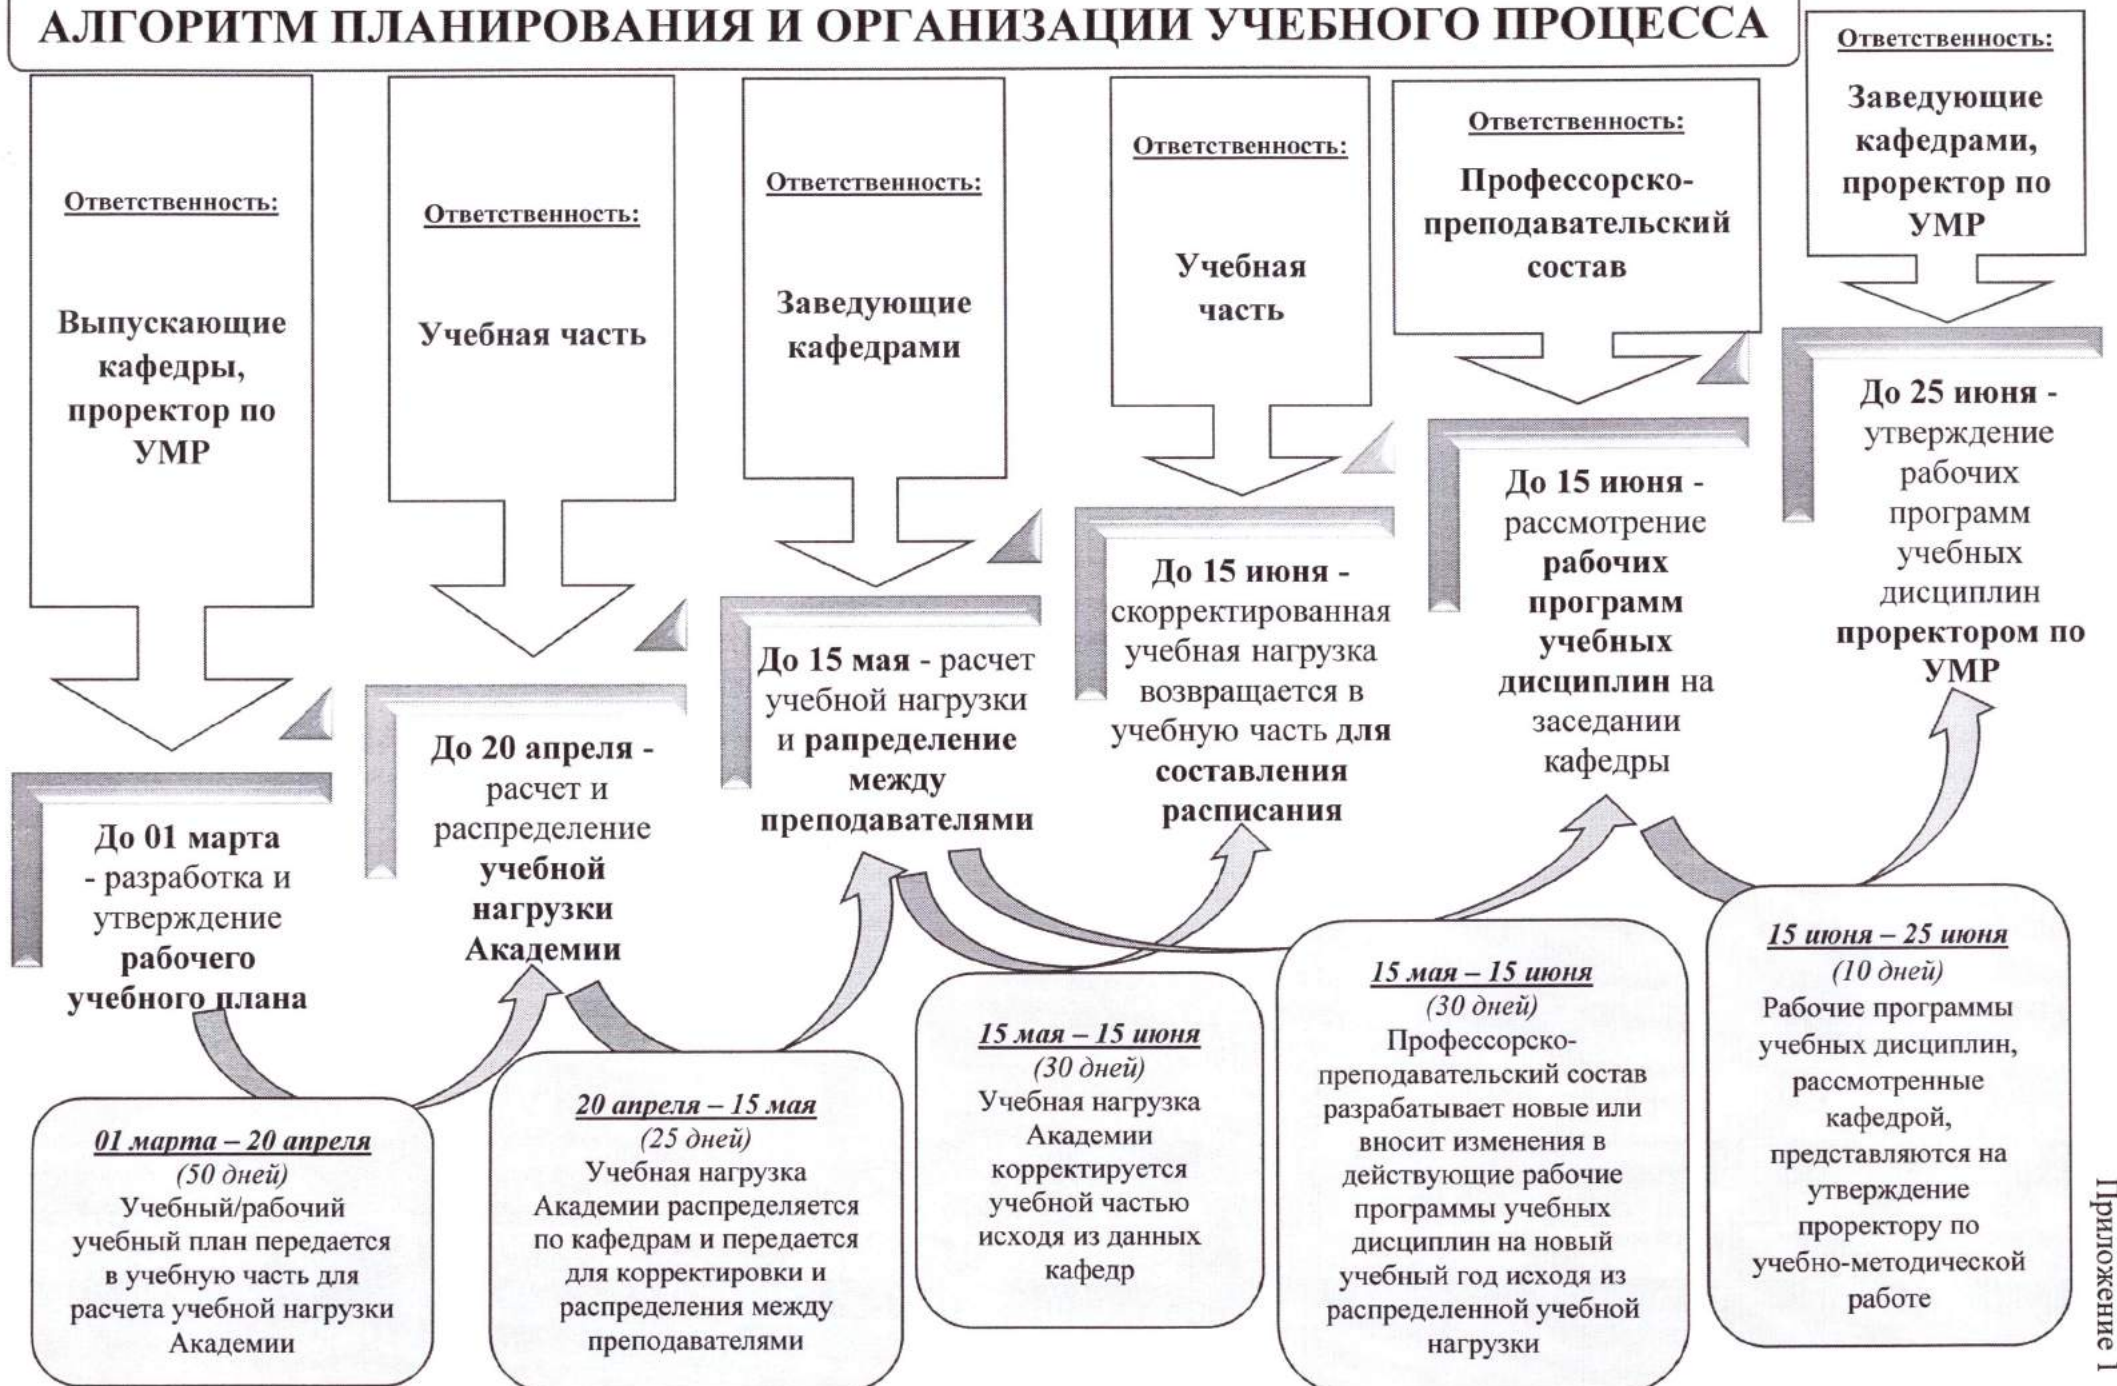 АЛГОРИТМ ПЛАНИРОВАНИЯ И ОРГАНИЗАЦИИ УЧЕБНОГО ПРОЦЕССА
Ответственность:
Выпускающие
кафедры,
проректор по
УМР
Ответственность:
Учебная часть
Ответственность:
Заведующие
кафедрами
Ответственность:
Учебная
часть
Ответственность:
Профессорско-
преподавательский
состав
Ответственность:
Заведующие
кафедрами,
проректор по
УМР
До 01 марта
- разработка и
утверждение
рабочего
учебного плана
До 20 апреля -
расчет и
распределение
учебной
нагрузки
Академии
До 15 мая - расчет
учебной нагрузки
и рапределение
между
преподавателями
До 15 июня -
скорректированная
учебная нагрузка
возвращается в
учебную часть для
составления
расписания
До 15 июня -
рассмотрение
рабочих
программ
учебных
дисциплин на
заседании
кафедры
До 25 июня -
утверждение
рабочих
программ
учебных
дисциплин
проректором по
УМР
01 марта – 20 апреля
(50 дней)
Учебный/рабочий
учебный план передается
в учебную часть для
расчета учебной нагрузки
Академии
20 апреля – 15 мая
(25 дней)
Учебная нагрузка
Академии распределяется
по кафедрам и передается
для корректировки и
распределения между
преподавателями
15 мая – 15 июня
(30 дней)
Учебная нагрузка
Академии
корректируется
учебной частью
исходя из данных
кафедр
15 мая – 15 июня
(30 дней)
Профессорско-
преподавательский состав
разрабатывает новые или
вносит изменения в
действующие рабочие
программы учебных
дисциплин на новый
учебный год исходя из
распределенной учебной
нагрузки
15 июня – 25 июня
(10 дней)
Рабочие программы
учебных дисциплин,
рассмотренные
кафедрой,
представляются на
утверждение
проректору по
учебно-методической
работе
Приложение 1